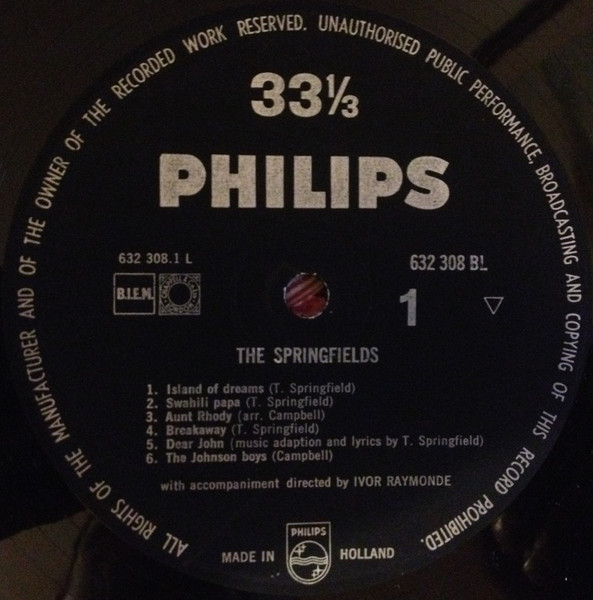 ALL RIGHTS OF THE MANUFACTURER AND OF THE OWNER OF THE RECORDED WORK RESERVED. UNAUTHORISED PUBLIC PERFORMANCE, BROADCASTING AND COPYING OF THIS RECORD PROHIBITED.
33⅓
PHILIPS
632 308.1 L
632 308 BL
B.I.E.M.
1
THE SPRINGFIELDS
1. Island of dreams (T. Springfield)
2. Swahili papa (T. Springfield)
3. Aunt Rhody (arr. Campbell)
4. Breakaway (T. Springfield)
5. Dear John (music adaption and lyrics by T. Springfield)
6. The Johnson boys (Campbell)
with accompaniment directed by IVOR RAYMONDE
PHILIPS
MADE IN HOLLAND